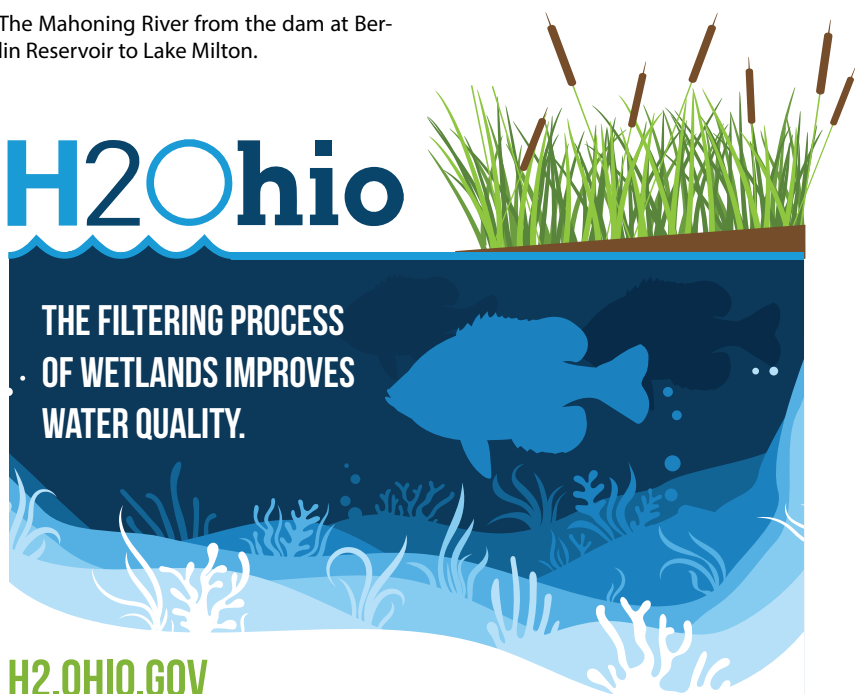 The Mahoning River from the dam at Ber-
lin Reservoir to Lake Milton.
H2Ohio
THE FILTERING PROCESS
OF WETLANDS IMPROVES
WATER QUALITY.
H2.OHIO.GOV